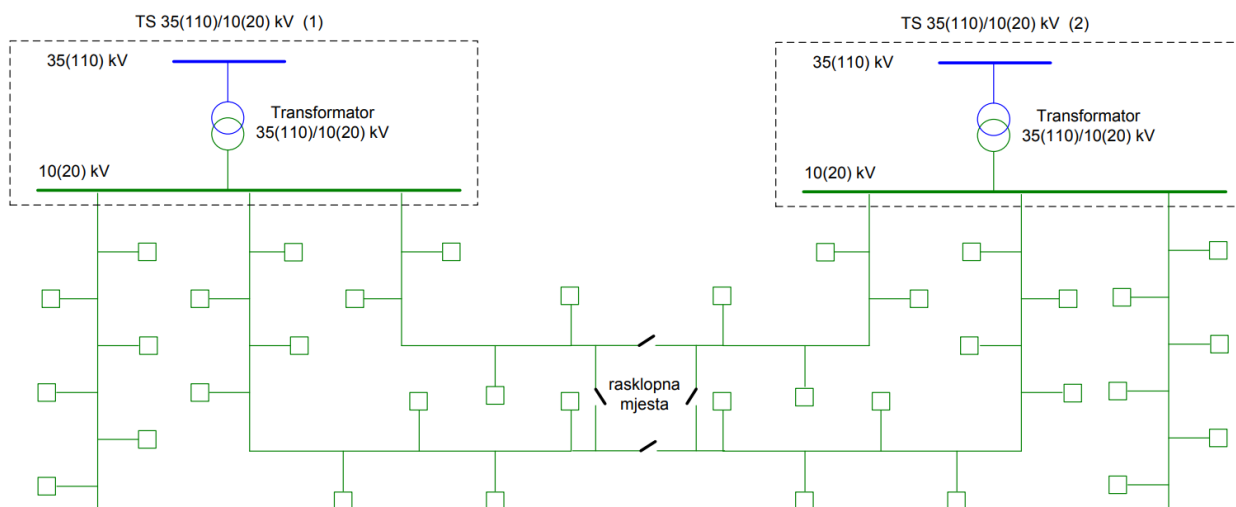 TS 35(110)/10(20) kV  (1)
35(110) kV
Transformator
35(110)/10(20) kV
10(20) kV
TS 35(110)/10(20) kV  (2)
35(110) kV
Transformator
35(110)/10(20) kV
10(20) kV
rasklopna
mjesta